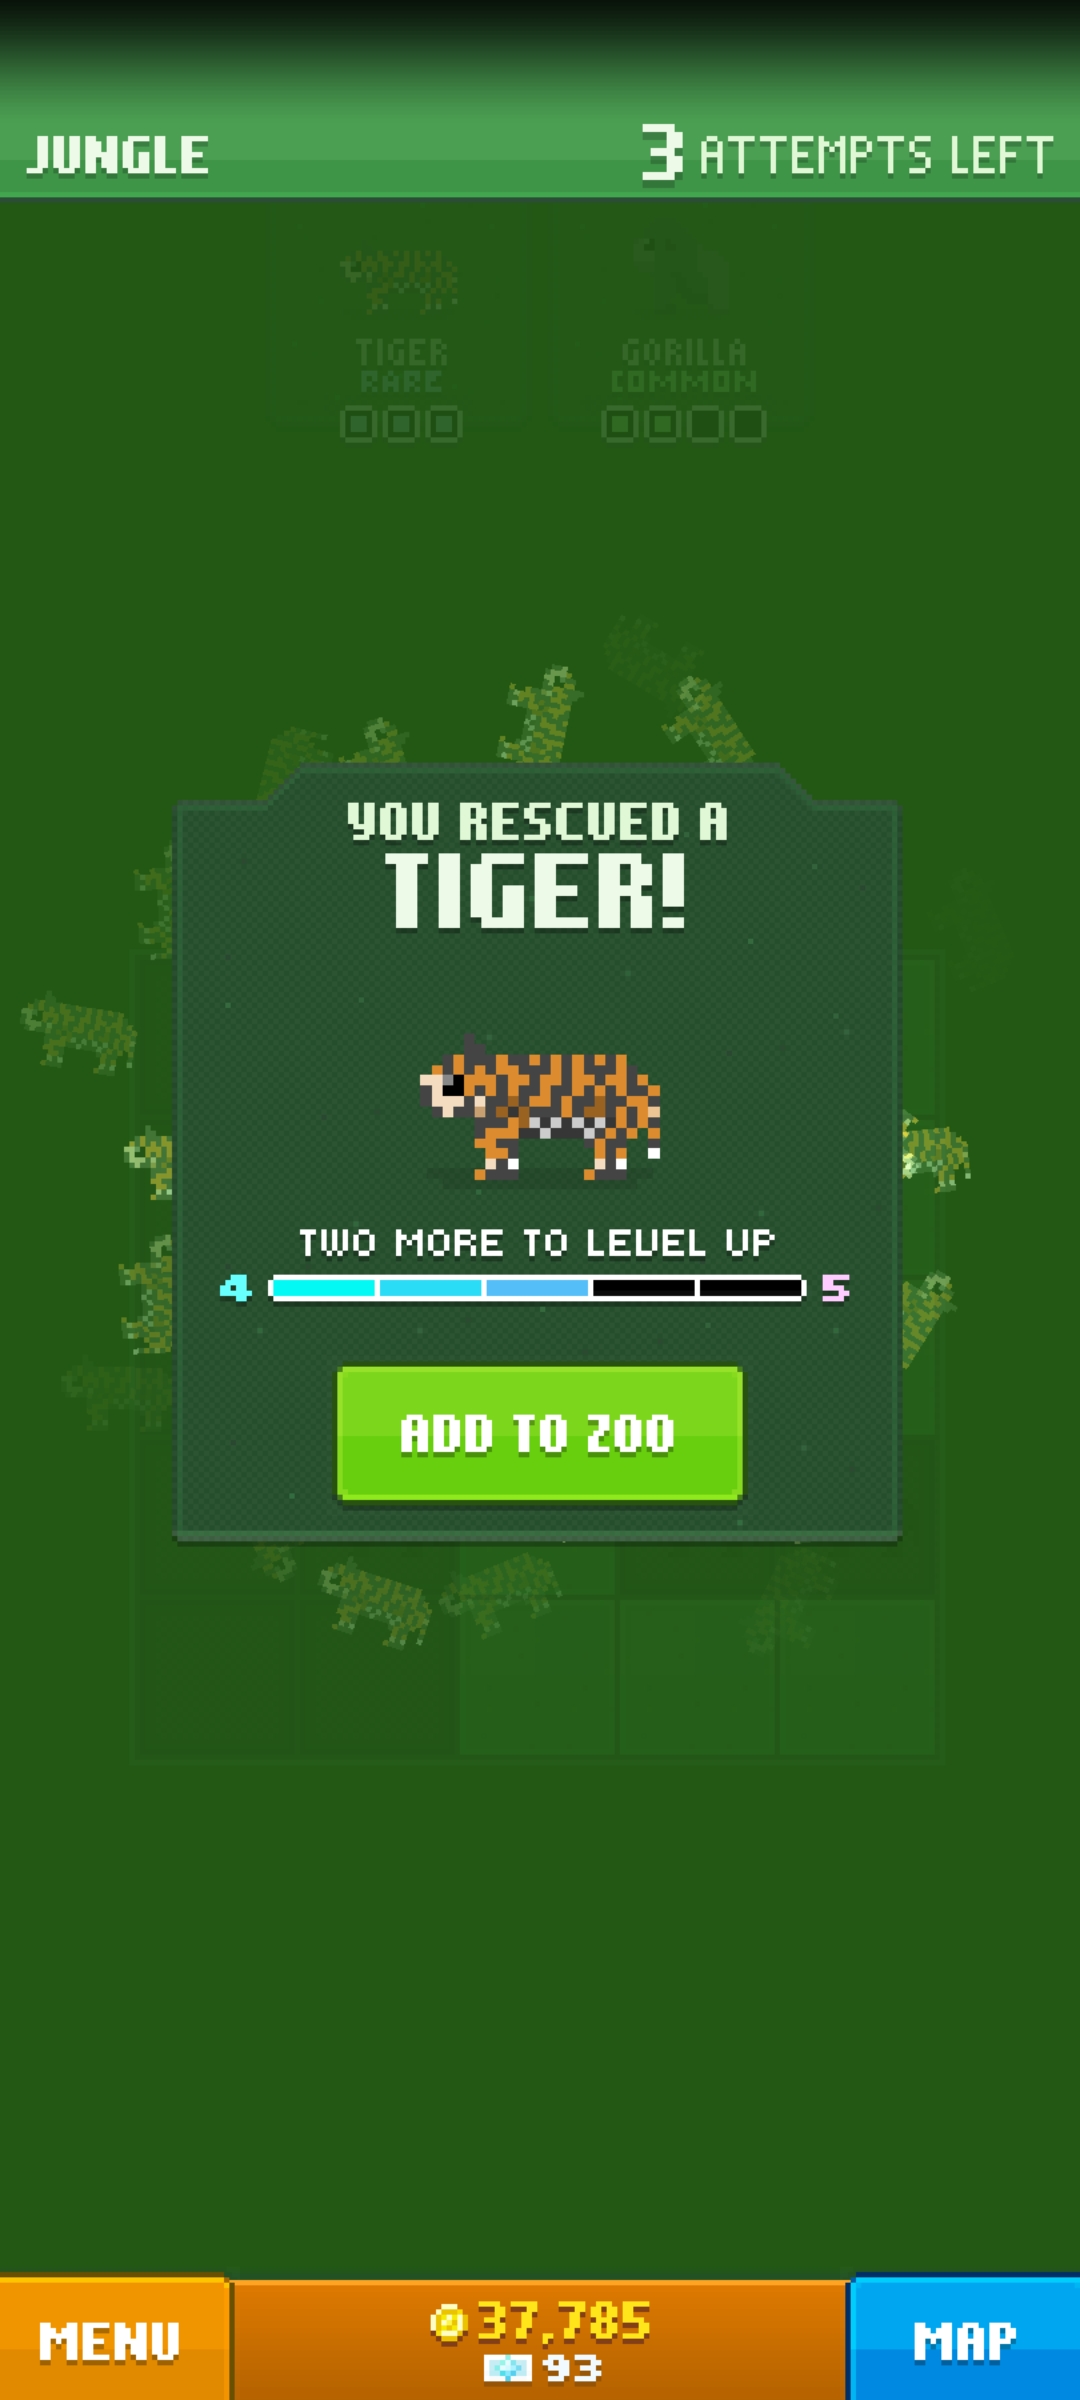 JUNGLE
3 ATTEMPTS LEFT
TIGER GORILLA
RARE COMMON
YOU RESCUED A
TIGER!
TWO MORE TO LEVEL UP
4 5
ADD TO ZOO
MENU
37,785
93
MAP